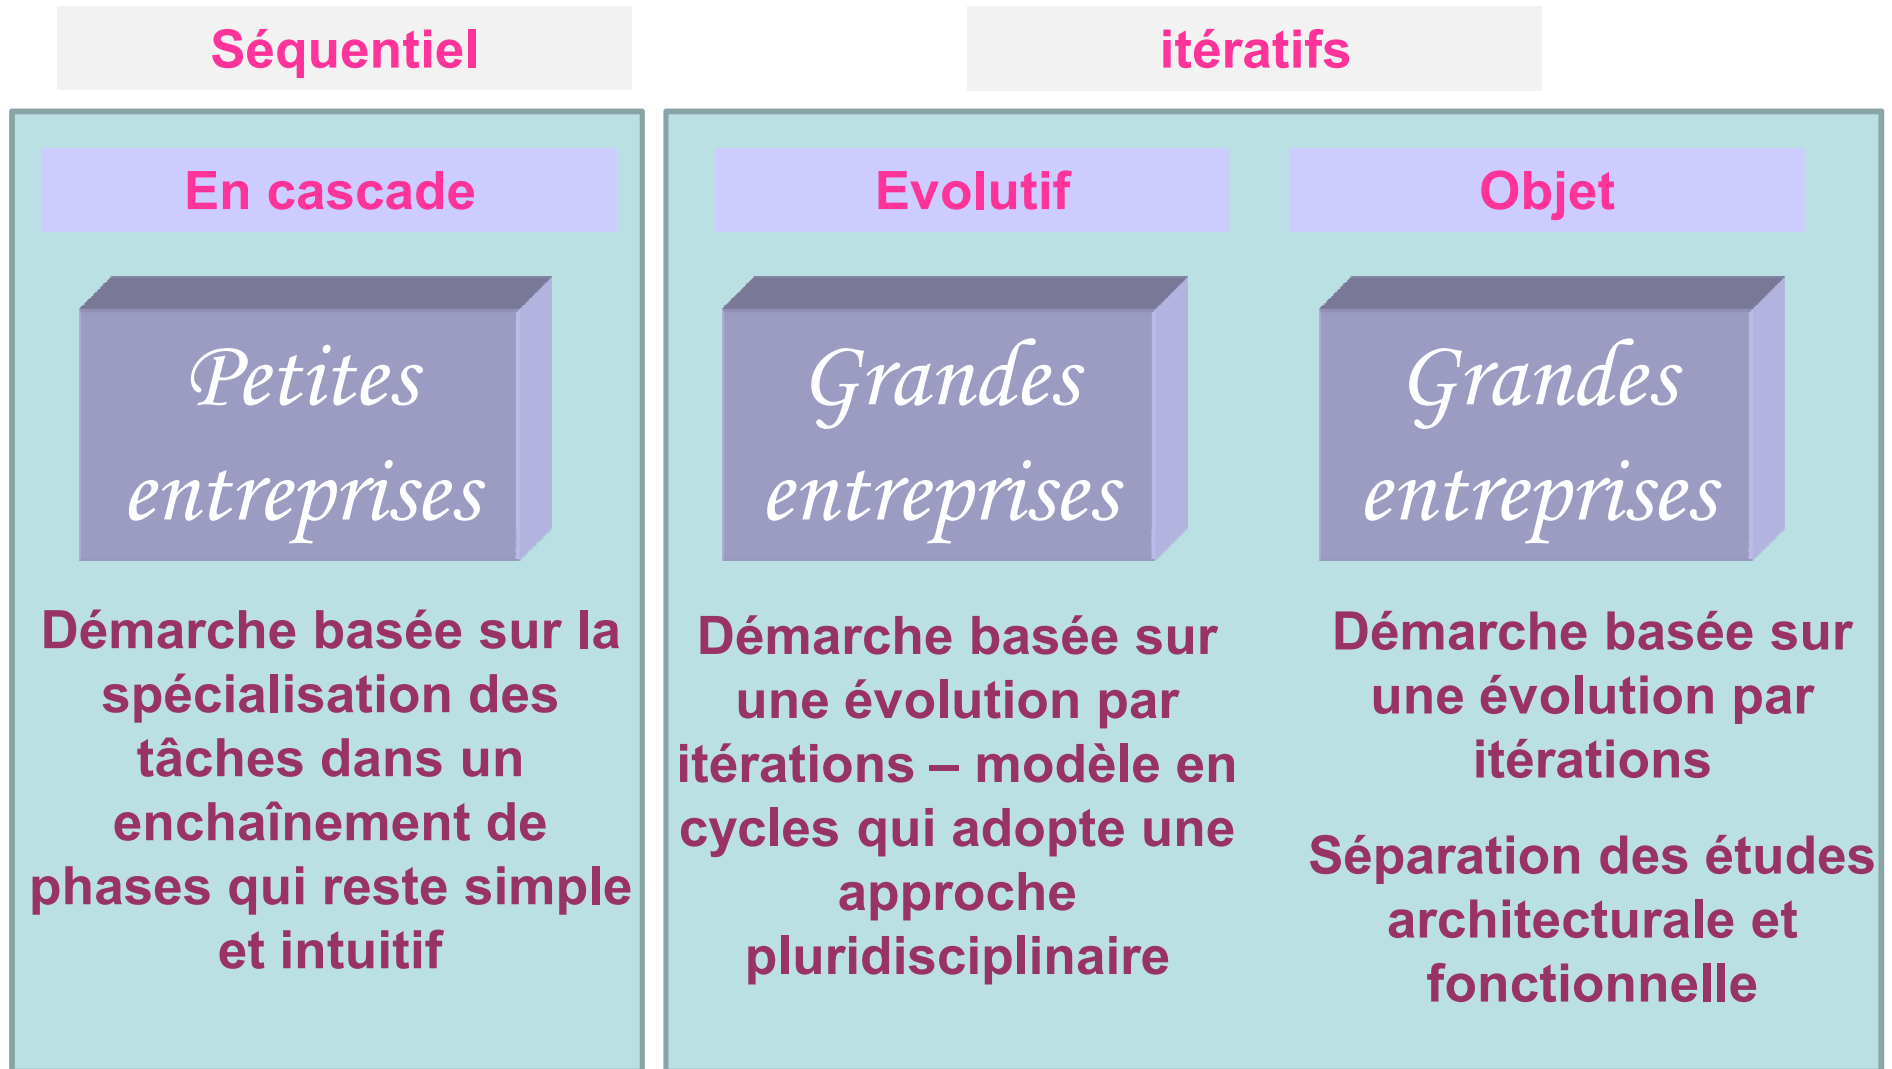 Séquentiel
itératifs
En cascade
Petites
entreprises
Démarche basée sur la
spécialisation des
tâches dans un
enchaînement de
phases qui reste simple
et intuitif
Evolutif
Grandes
entreprises
Démarche basée sur
une évolution par
itérations – modèle en
cycles qui adopte une
approche
pluridisciplinaire
Objet
Grandes
entreprises
Démarche basée sur
une évolution par
itérations
Séparation des études
architecturale et
fonctionnelle